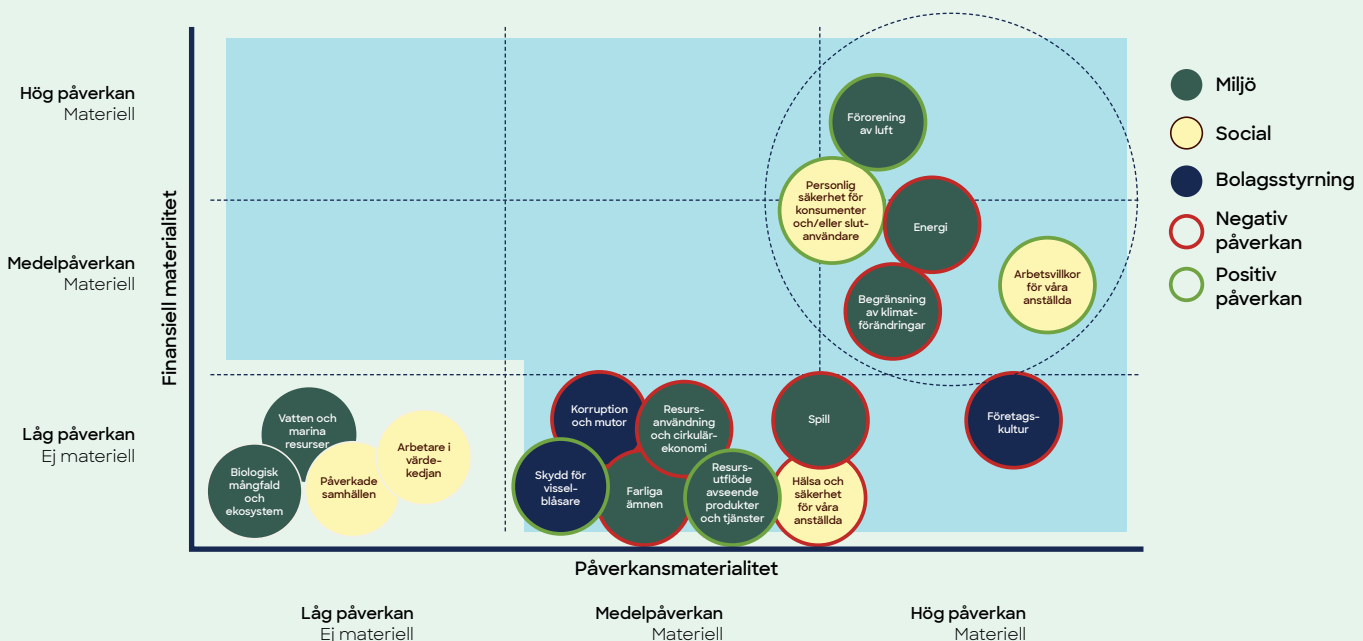 Hög påverkan
Materiell
Medelpåverkan
Materiell
Låg påverkan
Ej materiell
Finansiell materialitet
Förorening
av luft
Personlig
säkerhet för
konsumenter
och/eller slut-
användare
Energi
Arbetsvillkor
för våra
anställda
Begränsning
av klimat-
förändringar
Vatten och
marina
resurser
Arbetare i
värde-
kedjan
Biologisk
mångfald
och
ekosystem
Påverkade
samhällen
Korruption
och mutor
Resurs-
användning
och cirkulär-
ekonomi
Spill
Företags-
kultur
Skydd för
vissel-
blåsare
Farliga
ämnen
Resurs-
utflöde
avseende
produkter
och tjänster
Hälsa och
säkerhet
för våra
anställda
Påverkansmaterialitet
Låg påverkan
Ej materiell
Medelpåverkan
Materiell
Hög påverkan
Materiell
Miljö
Social
Bolagsstyrning
Negativ
påverkan
Positiv
påverkan